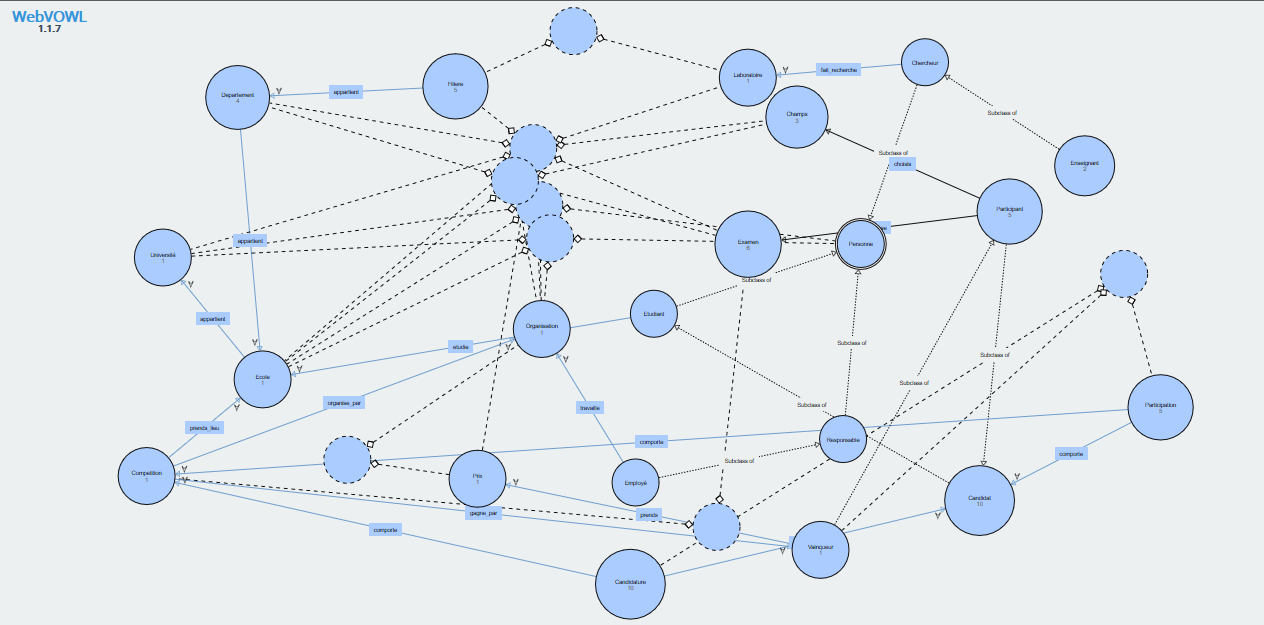 WebVOWL
1.1.7
Departement
4
appartient
Filiere
5
Laboratoire
1
fait_recherche
Chercheur
Champs
3
Subclass of
Subclass of
choisis
Enseignant
2
Participant
5
Université
1
appartient
Examen
6
Personne
Subclass of
appartient
Etudiant
Organisation
1
etudie
Subclass of
Subclass of
Ecole
1
Subclass of
organise_par
travaille
Subclass of
Participation
5
prends_lieu
comporte
Responsable
comporte
Subclass of
Competition
1
Prix
1
Employé
Candidat
10
gagne_par
prends
comporte
Vainqueur
1
Candidature
10